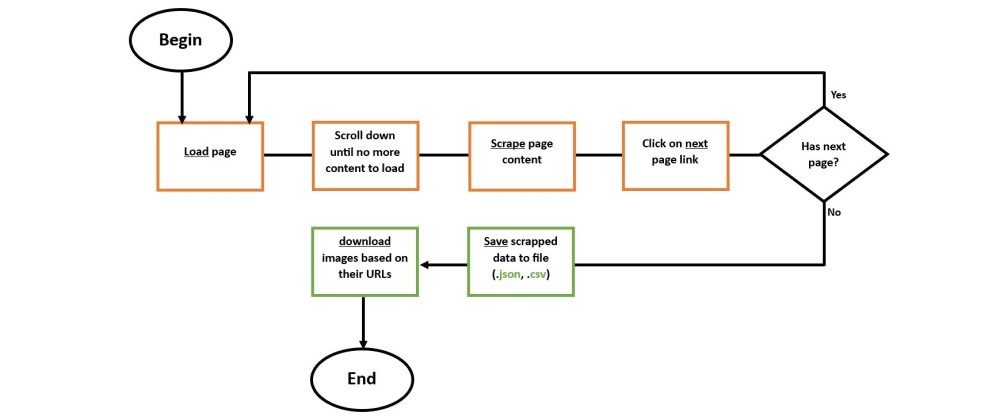 Begin
Yes
Load page
Scroll down
until no more
content to load
Scrape page
content
Click on next
page link
Has next
page?
No
download
images based on
their URLs
Save scrapped
data to file
(.json, .csv)
End